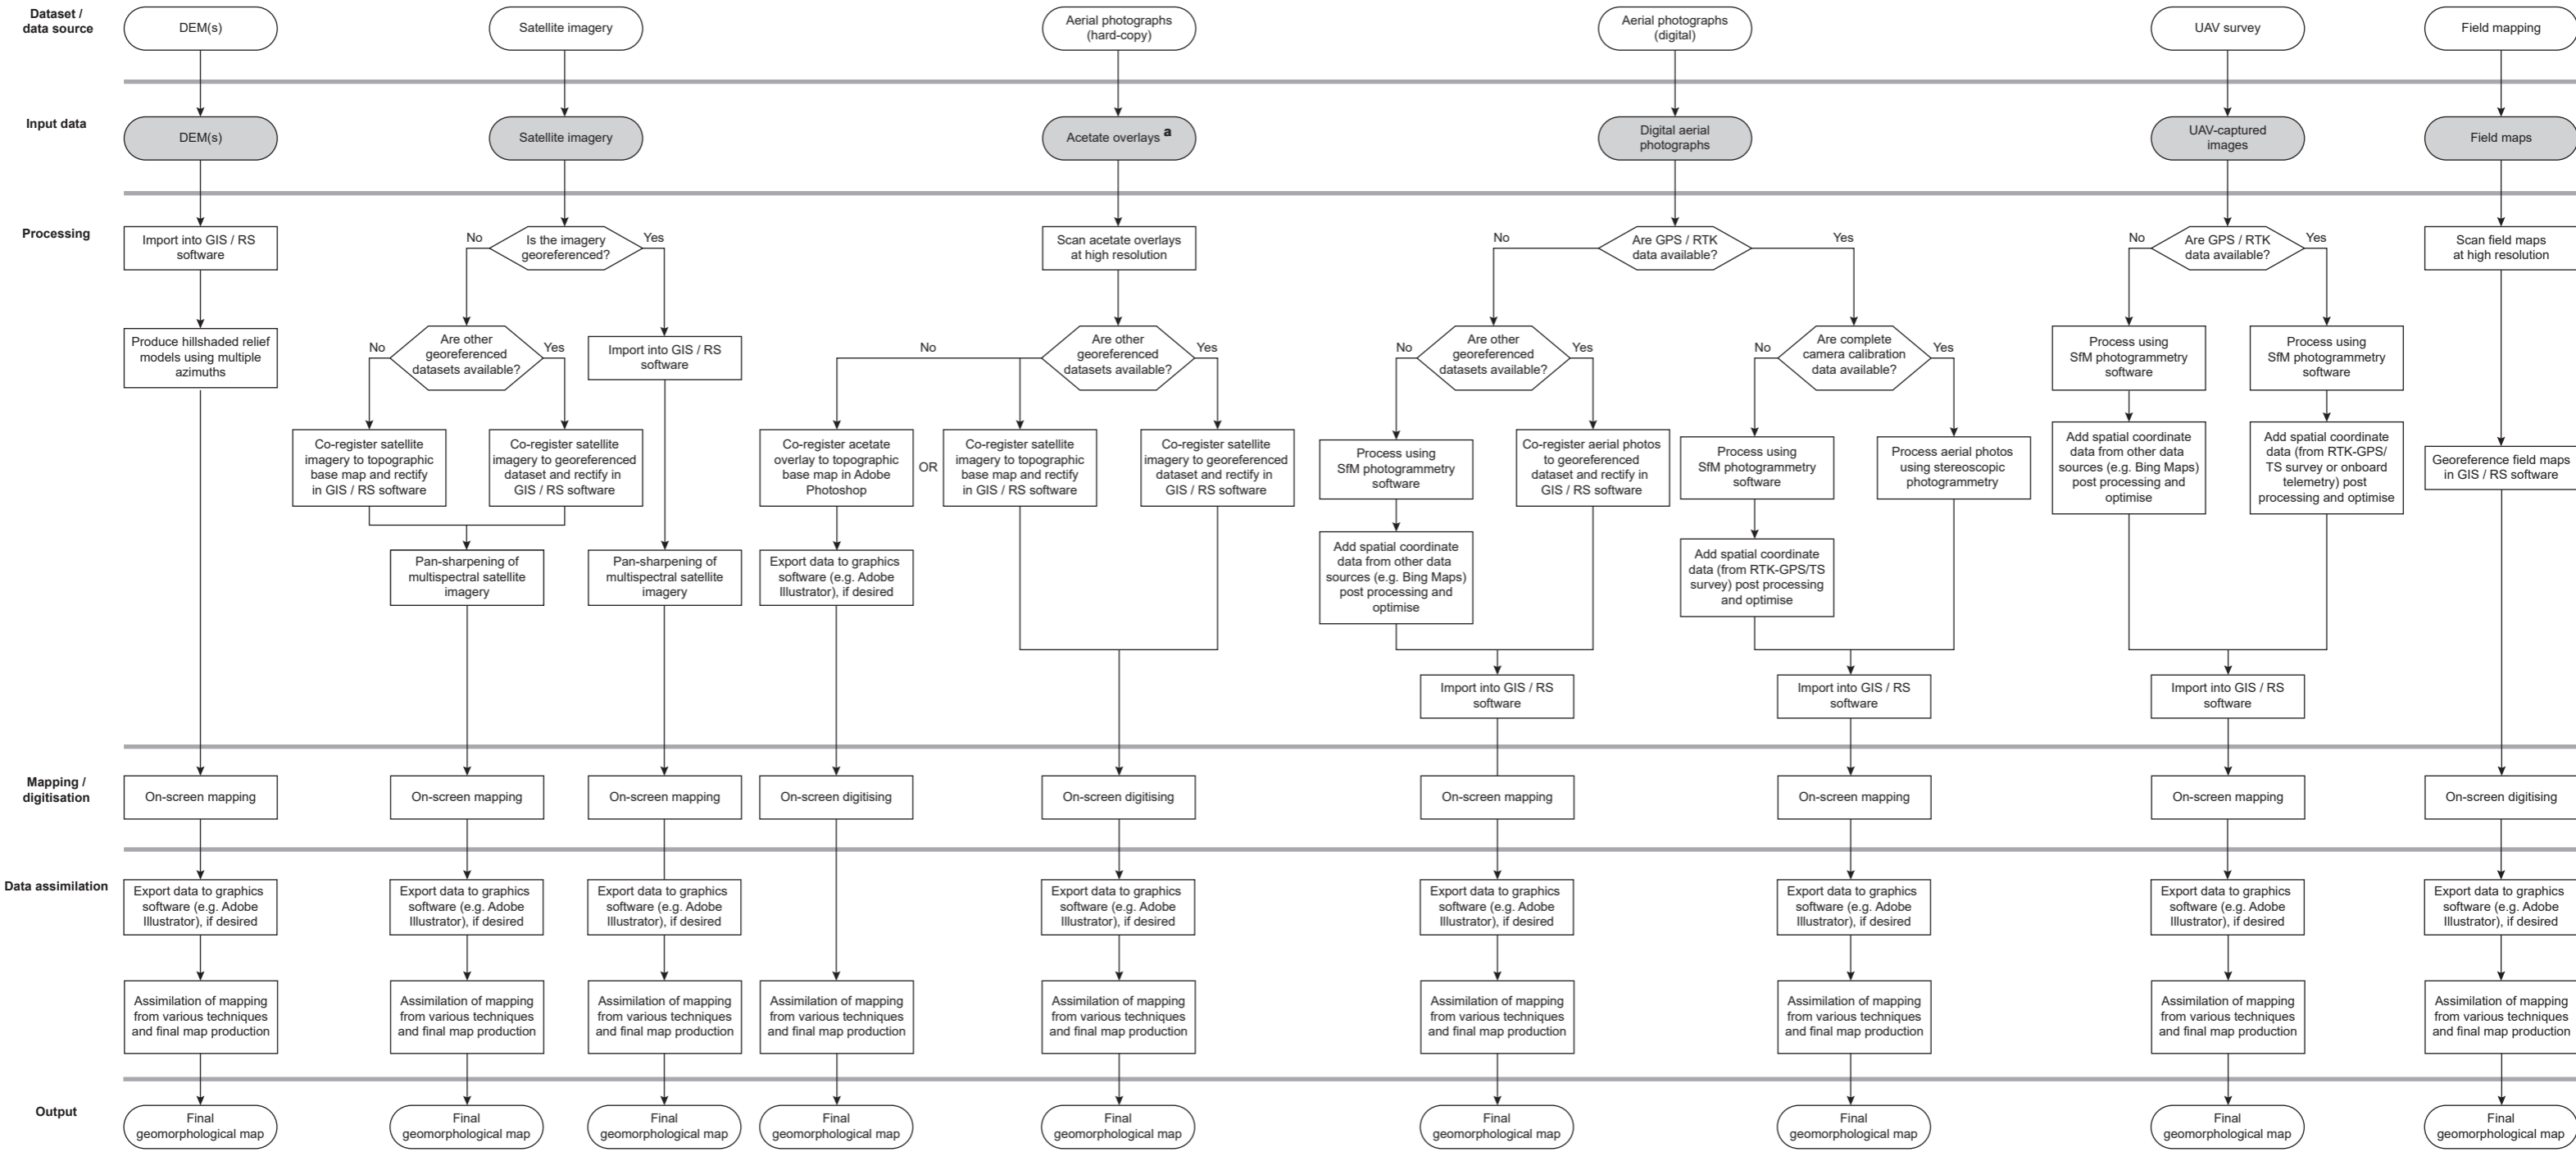 Dataset /
data source
DEM(s)
Satellite imagery
Aerial photographs
(hard-copy)
Aerial photographs
(digital)
UAV survey
Field mapping
Input data
DEM(s)
Satellite imagery
Acetate overlays a
Digital aerial
photographs
UAV-captured
images
Field maps
Processing
Import into GIS / RS
software
No
Is the imagery
georeferenced?
Yes
Scan acetate overlays
at high resolution
No
Are GPS / RTK
data available?
Yes
No
Are GPS / RTK
data available?
Yes
Scan field maps
at high resolution
Produce hillshaded relief
models using multiple
azimuths
No
Are other
georeferenced
datasets available?
Yes
Import into GIS / RS
software
No
Are other
georeferenced
datasets available?
Yes
No
Are other
georeferenced
datasets available?
Yes
No
Are complete
camera calibration
data available?
Yes
Process using
SfM photogrammetry
software
Process using
SfM photogrammetry
software
Co-register satellite
imagery to topographic
base map and rectify
in GIS / RS software
Co-register satellite
imagery to georeferenced
dataset and rectify in
GIS / RS software
Co-register acetate
overlay to topographic
base map in Adobe
Photoshop
OR
Co-register satellite
imagery to topographic
base map and rectify
in GIS / RS software
Co-register satellite
imagery to georeferenced
dataset and rectify in
GIS / RS software
Process using
SfM photogrammetry
software
Co-register aerial photos
to georeferenced
dataset and rectify in
GIS / RS software
Process using
SfM photogrammetry
software
Process aerial photos
using stereoscopic
photogrammetry
Add spatial coordinate
data from other data
sources (e.g. Bing Maps)
post processing and
optimise
Add spatial coordinate
data (from RTK-GPS/
TS survey or onboard
telemetry) post
processing and optimise
Georeference field maps
in GIS / RS software
Pan-sharpening of
multispectral satellite
imagery
Pan-sharpening of
multispectral satellite
imagery
Export data to graphics
software (e.g. Adobe
Illustrator), if desired
Add spatial coordinate
data from other data
sources (e.g. Bing Maps)
post processing and
optimise
Add spatial coordinate
data (from RTK-GPS/TS
survey) post processing
and optimise
Import into GIS / RS
software
Import into GIS / RS
software
Import into GIS / RS
software
Mapping /
digitisation
On-screen mapping
On-screen mapping
On-screen mapping
On-screen digitising
On-screen digitising
On-screen mapping
On-screen mapping
On-screen mapping
On-screen digitising
Data assimilation
Export data to graphics
software (e.g. Adobe
Illustrator), if desired
Export data to graphics
software (e.g. Adobe
Illustrator), if desired
Export data to graphics
software (e.g. Adobe
Illustrator), if desired
Export data to graphics
software (e.g. Adobe
Illustrator), if desired
Export data to graphics
software (e.g. Adobe
Illustrator), if desired
Export data to graphics
software (e.g. Adobe
Illustrator), if desired
Export data to graphics
software (e.g. Adobe
Illustrator), if desired
Export data to graphics
software (e.g. Adobe
Illustrator), if desired
Assimilation of mapping
from various techniques
and final map production
Assimilation of mapping
from various techniques
and final map production
Assimilation of mapping
from various techniques
and final map production
Assimilation of mapping
from various techniques
and final map production
Assimilation of mapping
from various techniques
and final map production
Assimilation of mapping
from various techniques
and final map production
Assimilation of mapping
from various techniques
and final map production
Assimilation of mapping
from various techniques
and final map production
Assimilation of mapping
from various techniques
and final map production
Output
Final
geomorphological map
Final
geomorphological map
Final
geomorphological map
Final
geomorphological map
Final
geomorphological map
Final
geomorphological map
Final
geomorphological map
Final
geomorphological map
Final
geomorphological map